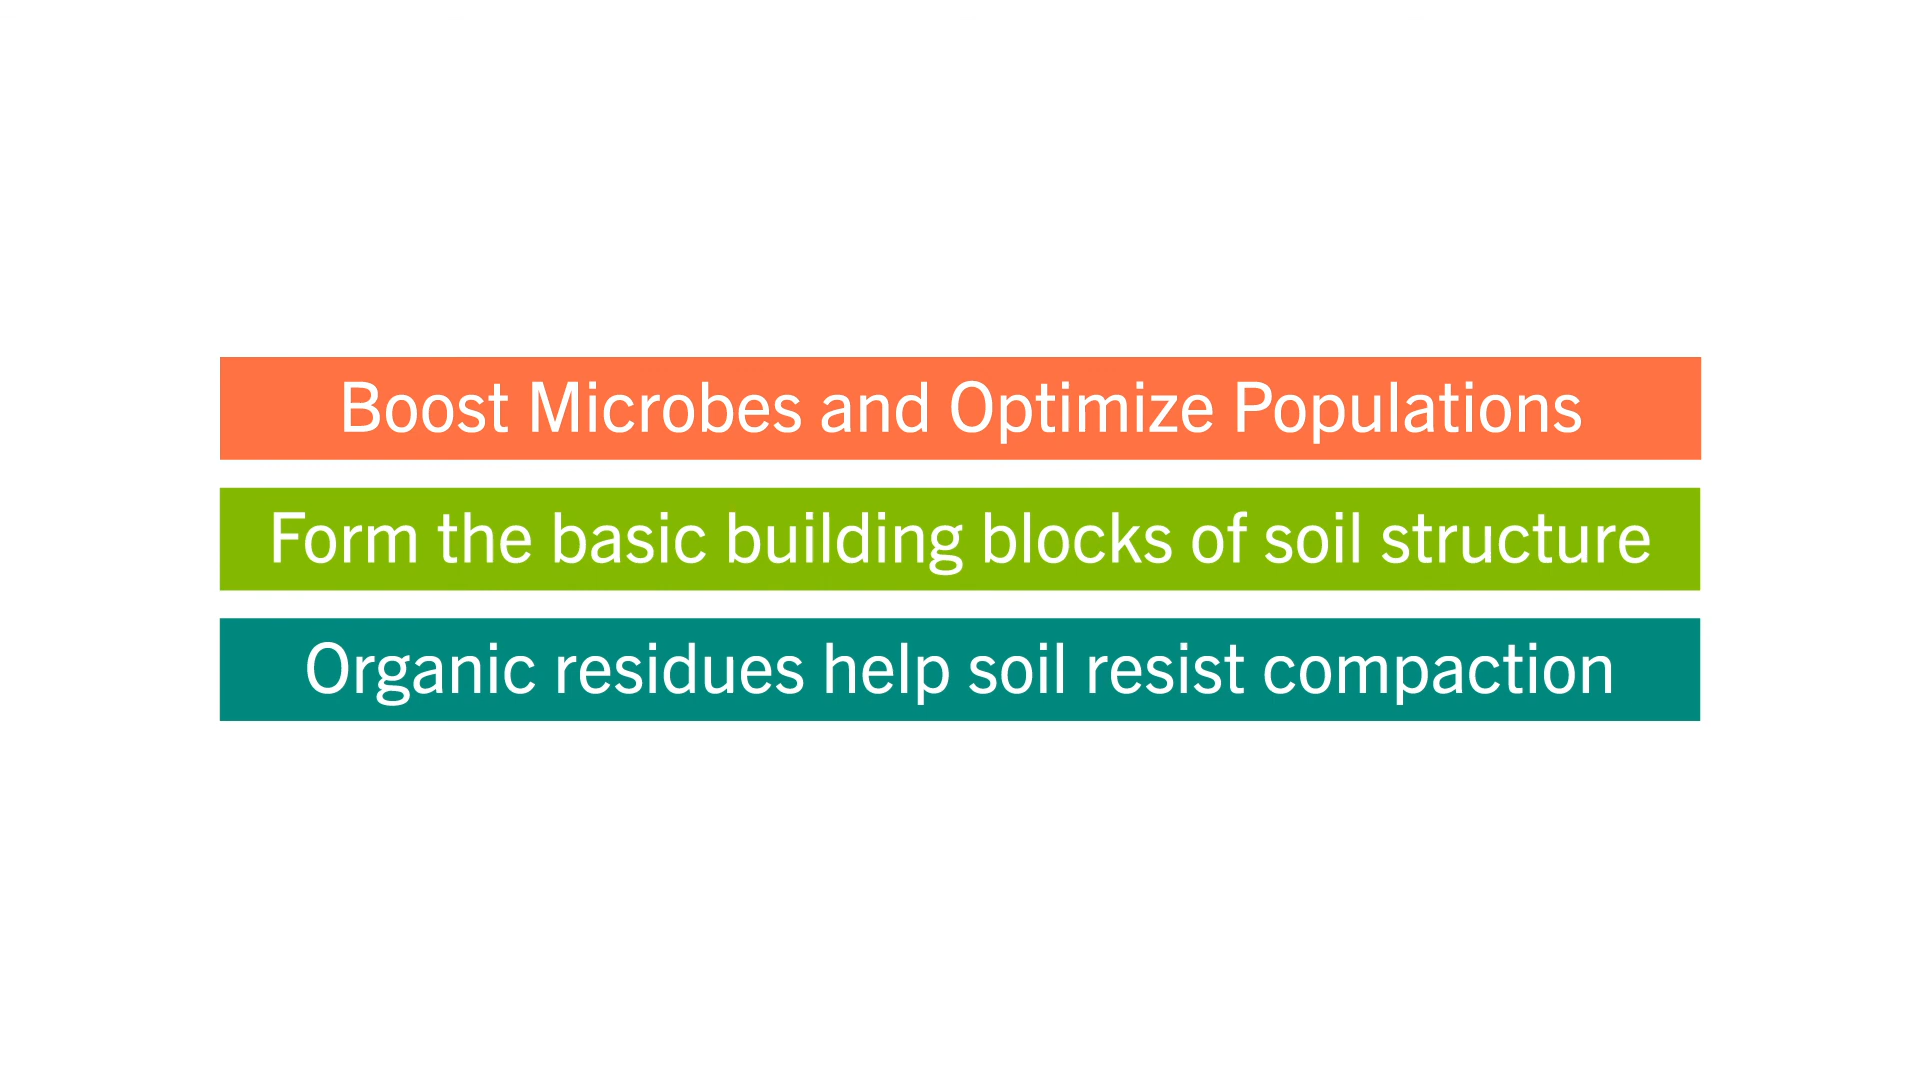 Boost Microbes and Optimize Populations
Form the basic building blocks of soil structure
Organic residues help soil resist compaction